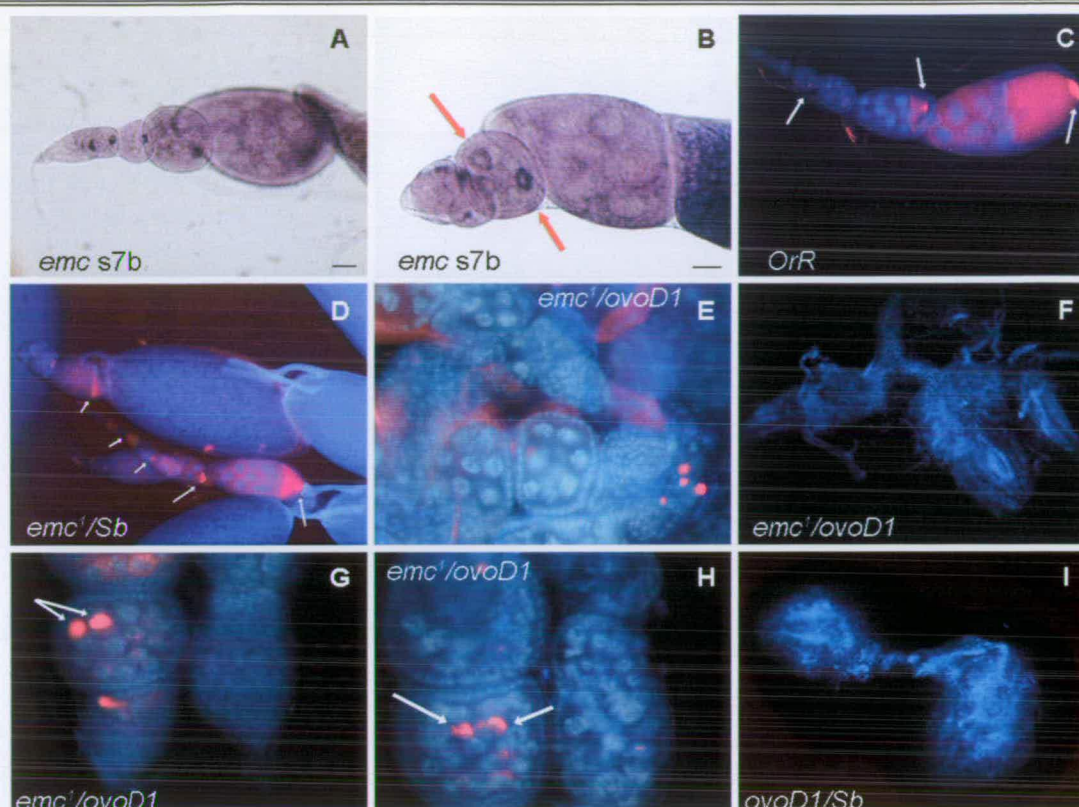 A
emc s7b
B
emc s7b
C
OrR
D
emc¹/Sb
E
emc¹/ovoD1
F
emc¹/ovoD1
G
emc¹/ovoD1
H
emc¹/ovoD1
I
ovoD1/Sb